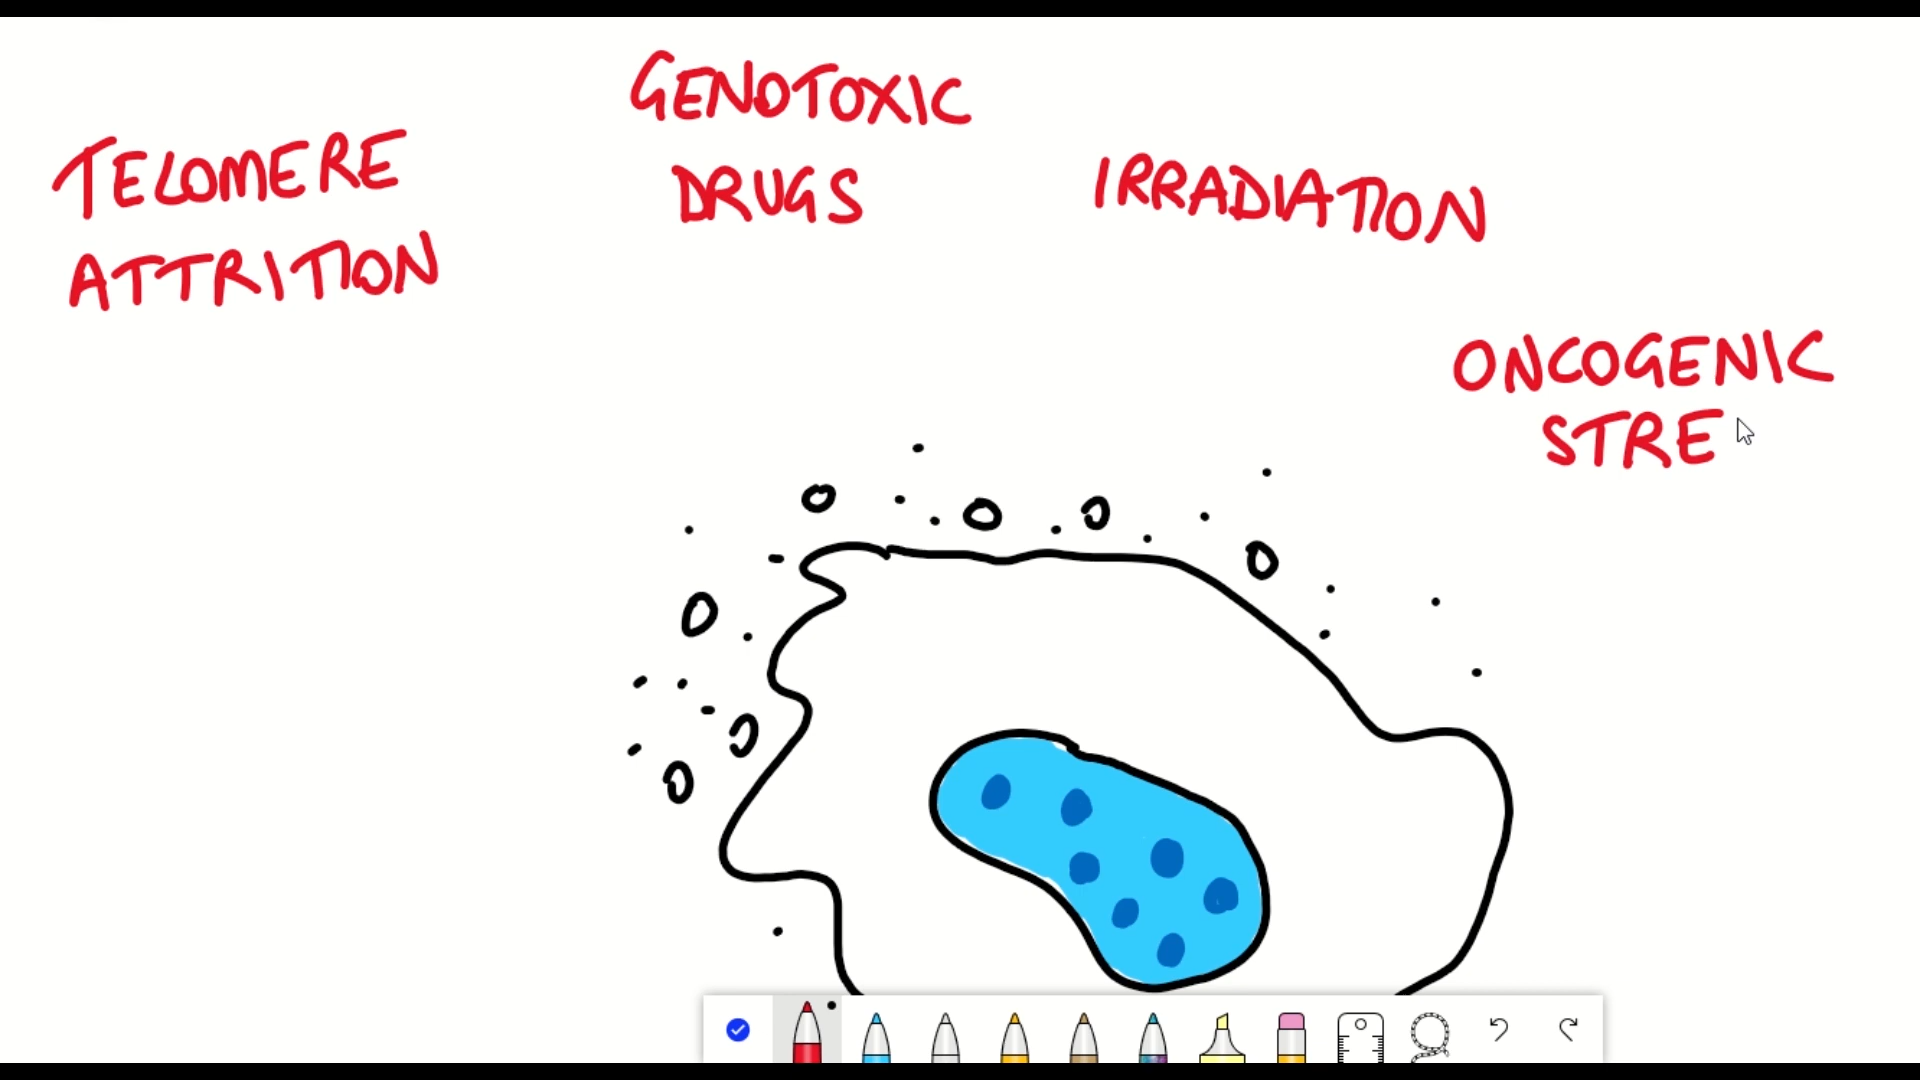 TELOMERE
ATTRITION
GENOTOXIC
DRUGS
IRRADIATION
ONCOGENIC
STRE